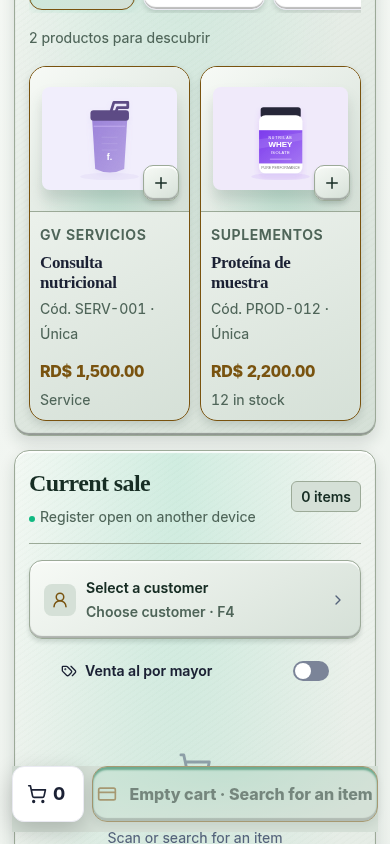 2 productos para descubrir
f.
NUTRILAB
WHEY
ISOLATE
PURE PERFORMANCE
GV SERVICIOS
Consulta
nutricional
Cód. SERV-001 ·
Única
RD$ 1,500.00
Service
SUPLEMENTOS
Proteína de
muestra
Cód. PROD-012 ·
Única
RD$ 2,200.00
12 in stock
Current sale
0 items
Register open on another device
Select a customer
Choose customer · F4
Venta al por mayor
0
Empty cart · Search for an item
Scan or search for an item